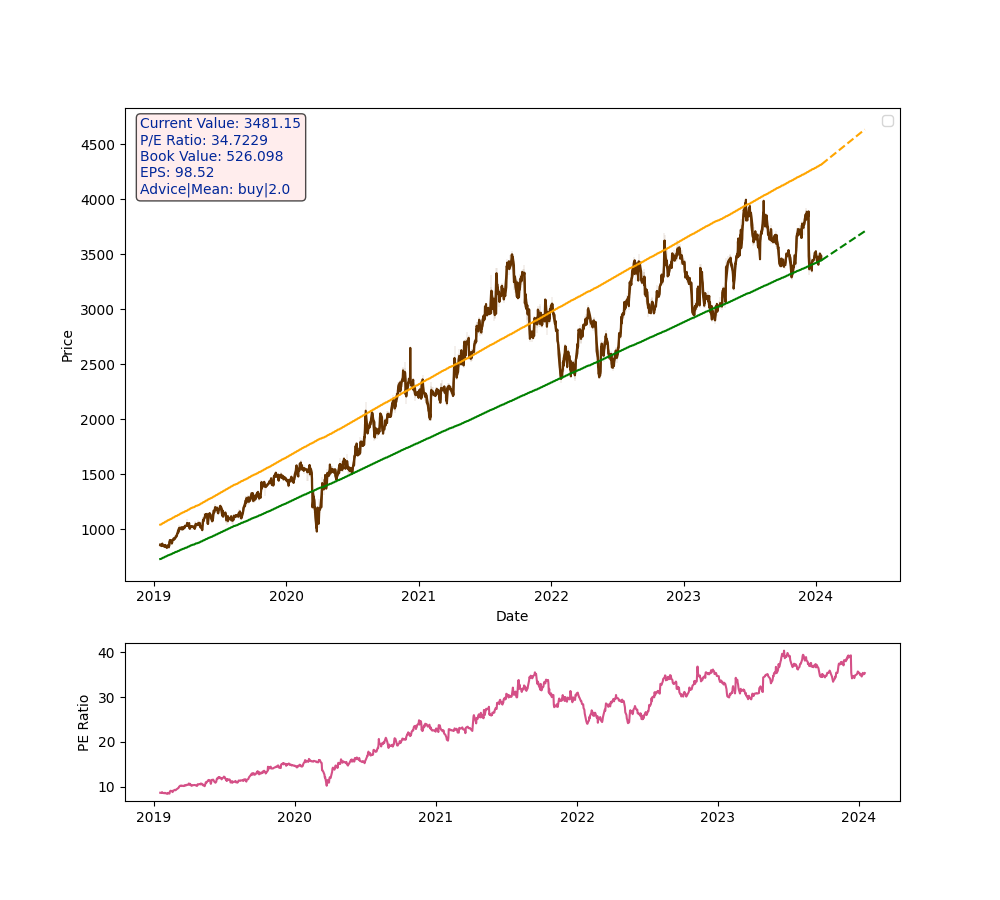 Current Value: 3481.15
P/E Ratio: 34.7229
Book Value: 526.098
EPS: 98.52
Advice|Mean: buy|2.0
4500
4000
3500
3000
2500
2000
1500
1000
Price
2019 2020 2021 2022 2023 2024
Date
40
30
20
10
PE Ratio
2019 2020 2021 2022 2023 2024